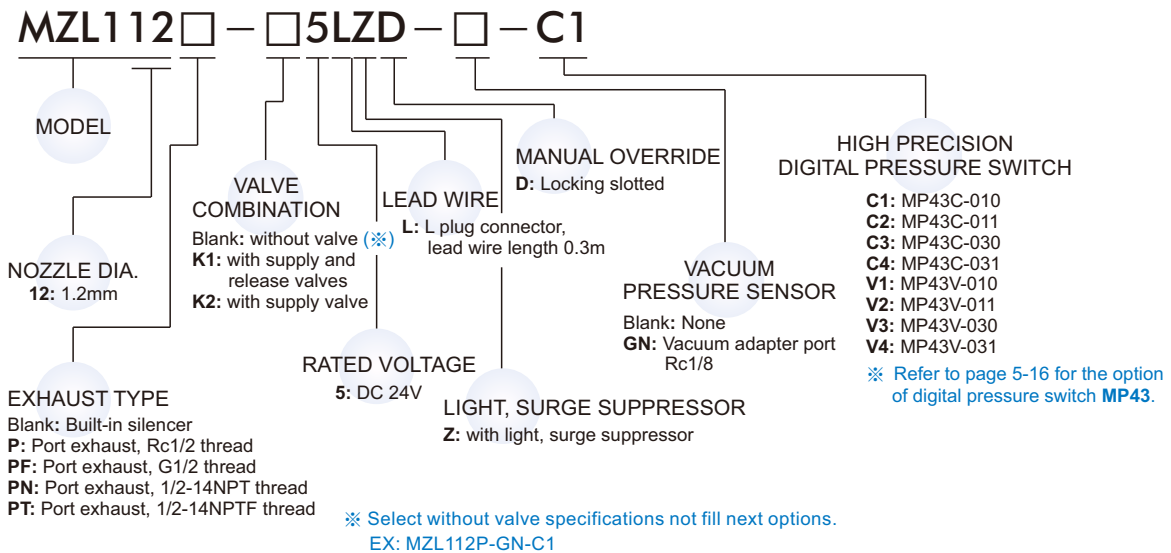 MZL112□-□5LZD-□-C1
MODEL
NOZZLE DIA.
12: 1.2mm
EXHAUST TYPE
Blank: Built-in silencer
P: Port exhaust, Rc1/2 thread
PF: Port exhaust, G1/2 thread
PN: Port exhaust, 1/2-14NPT thread
PT: Port exhaust, 1/2-14NPTF thread
VALVE
COMBINATION
Blank: without valve (※)
K1: with supply and
release valves
K2: with supply valve
RATED VOLTAGE
5: DC 24V
LEAD WIRE
L: L plug connector,
lead wire length 0.3m
LIGHT, SURGE SUPPRESSOR
Z: with light, surge suppressor
MANUAL OVERRIDE
D: Locking slotted
VACUUM
PRESSURE SENSOR
Blank: None
GN: Vacuum adapter port
Rc1/8
HIGH PRECISION
DIGITAL PRESSURE SWITCH
C1: MP43C-010
C2: MP43C-011
C3: MP43C-030
C4: MP43C-031
V1: MP43V-010
V2: MP43V-011
V3: MP43V-030
V4: MP43V-031
※ Refer to page 5-16 for the option
of digital pressure switch MP43.
※ Select without valve specifications not fill next options.
EX: MZL112P-GN-C1